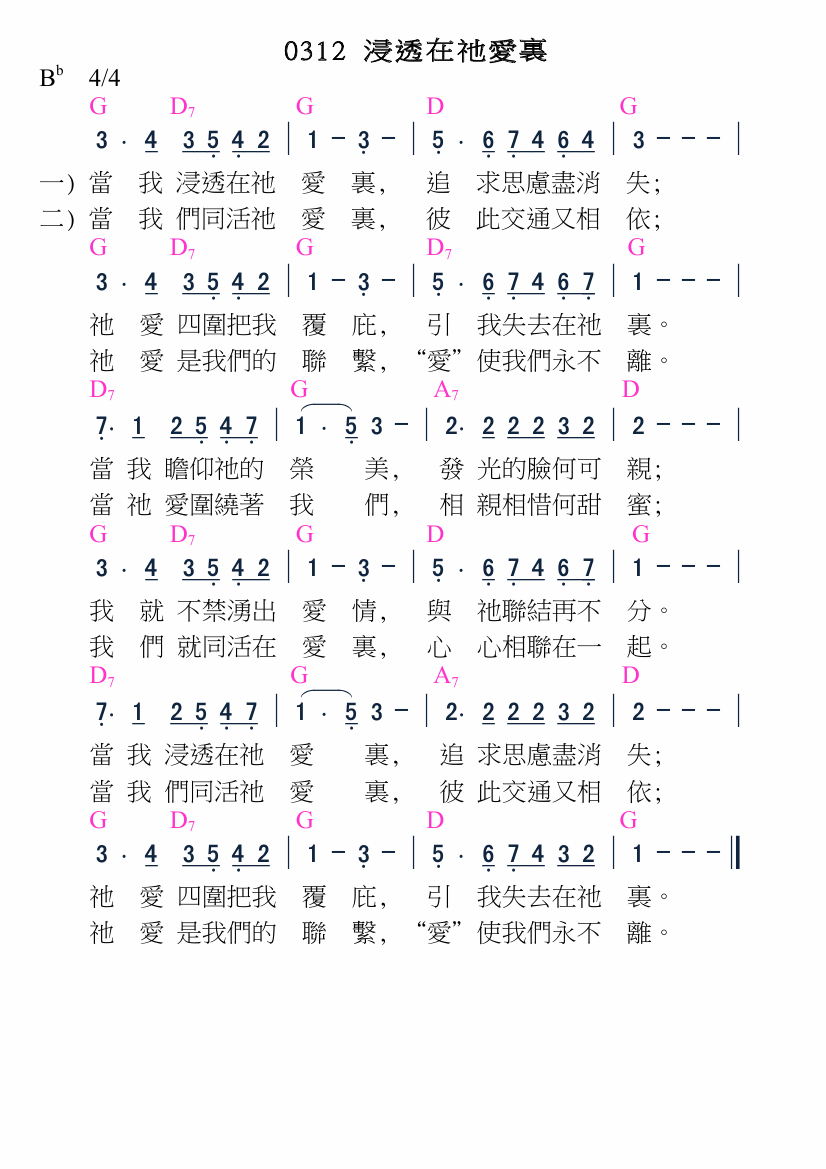 0312 浸透在祂愛裏
Bb 4/4
G D7 G D G
3 · 4 3 5 4 2 | 1 - 3 - | 5 · 6 7 4 6 4 | 3 - - - |
一) 當 我 浸透在祂 愛 裏, 追 求思慮盡消 失;
二) 當 我 們同活祂 愛 裏, 彼 此交通又相 依;
G D7 G D7 G
3 · 4 3 5 4 2 | 1 - 3 - | 5 · 6 7 4 6 7 | 1 - - - |
祂 愛 四圍把我 覆 庇。 引 我失去在祂 裏。
祂 愛 是我們的 聯 繫, “愛”使我們永不 離。
D7 G A7 D
7· 1 2 5 4 7 | 1 · 5 3 - | 2· 2 2 2 3 2 | 2 - - - |
當 我 瞻仰祂的 榮 美, 發 光的臉何可 親;
當 祂 愛圍繞著 我 們, 相 親相惜何甜 蜜;
G D7 G D G
3 · 4 3 5 4 2 | 1 - 3 - | 5 · 6 7 4 6 7 | 1 - - - |
我 就 不禁湧出 愛 情, 與 祂聯結再不 分。
我 們 就同活在 愛 裏, 心 心相聯在一 起。
D7 G A7 D
7· 1 2 5 4 7 | 1 · 5 3 - | 2· 2 2 2 3 2 | 2 - - - |
當 我 浸透在祂 愛 裏, 追 求思慮盡消 失;
當 我 們同活祂 愛 裏, 彼 此交通又相 依;
G D7 G D G
3 · 4 3 5 4 2 | 1 - 3 - | 5 · 6 7 4 3 2 | 1 - - - ||
祂 愛 四圍把我 覆 庇, 引 我失去在祂 裏。
祂 愛 是我們的 聯 繫, “愛”使我們永不 離。